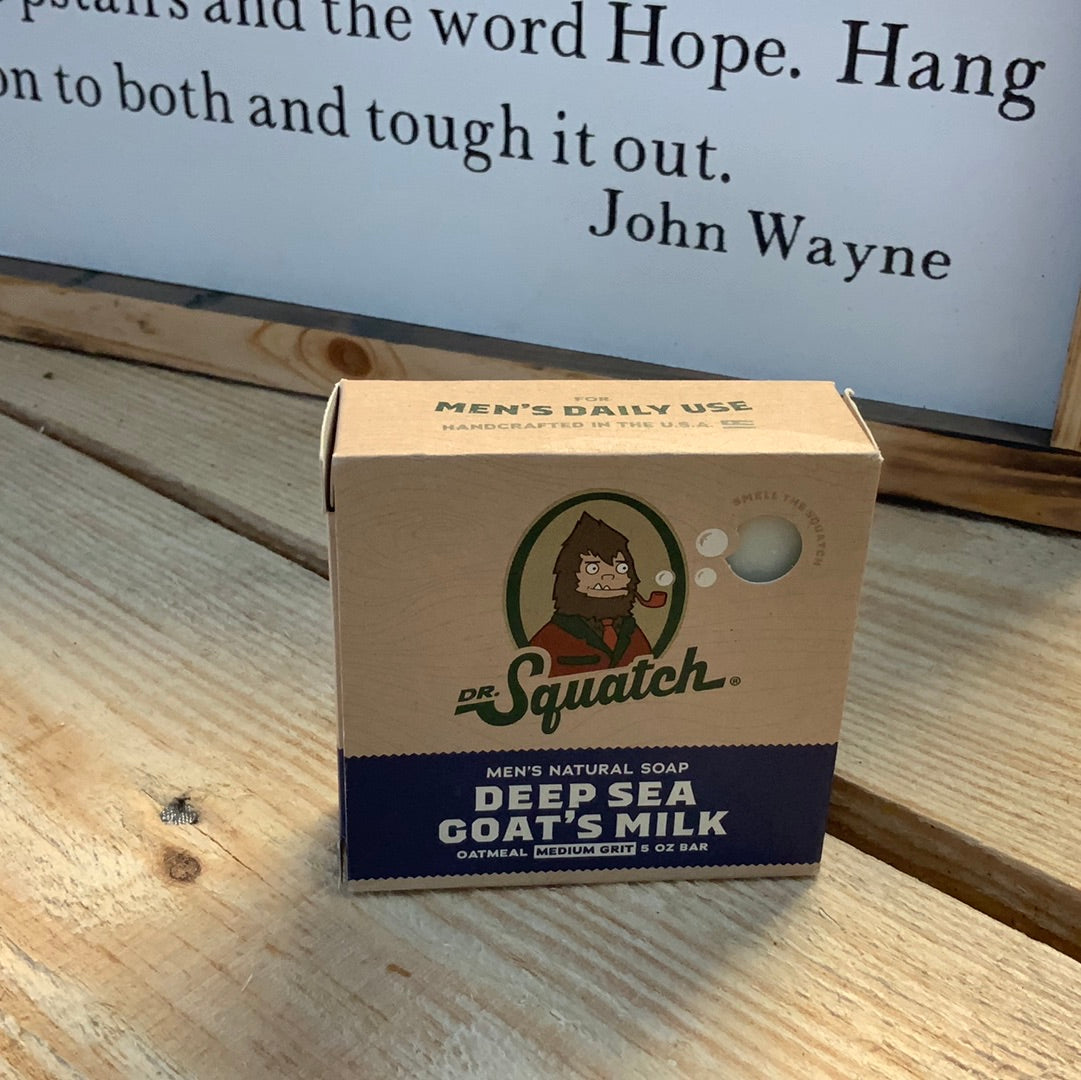 and the word Hope. Hang
on to both and tough it out.
John Wayne
FOR
MEN'S DAILY USE
HANDCRAFTED IN THE U.S.A.
SMELL THE SQUATCH
DR. Squatch®
MEN'S NATURAL SOAP
DEEP SEA
GOAT'S MILK
OATMEAL MEDIUM GRIT 5 OZ BAR